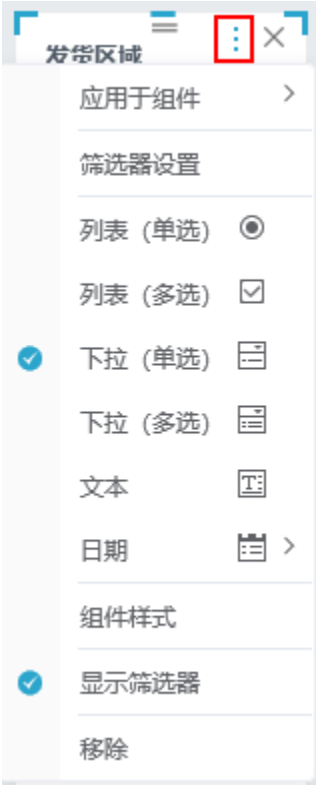 发货区域
应用于组件
筛选器设置
列表 (单选)
列表 (多选)
下拉 (单选)
下拉 (多选)
文本
日期
组件样式
显示筛选器
移除